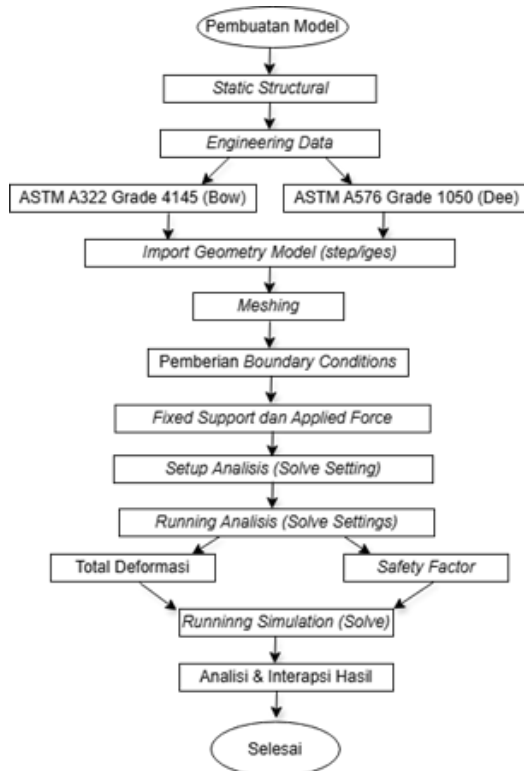 Pembuatan Model
Static Structural
Engineering Data
ASTM A322 Grade 4145 (Bow)
ASTM A576 Grade 1050 (Dee)
Import Geometry Model (step/iges)
Meshing
Pemberian Boundary Conditions
Fixed Support dan Applied Force
Setup Analisis (Solve Setting)
Running Analisis (Solve Settings)
Total Deformasi
Safety Factor
Runninng Simulation (Solve)
Analisi & Interapsi Hasil
Selesai